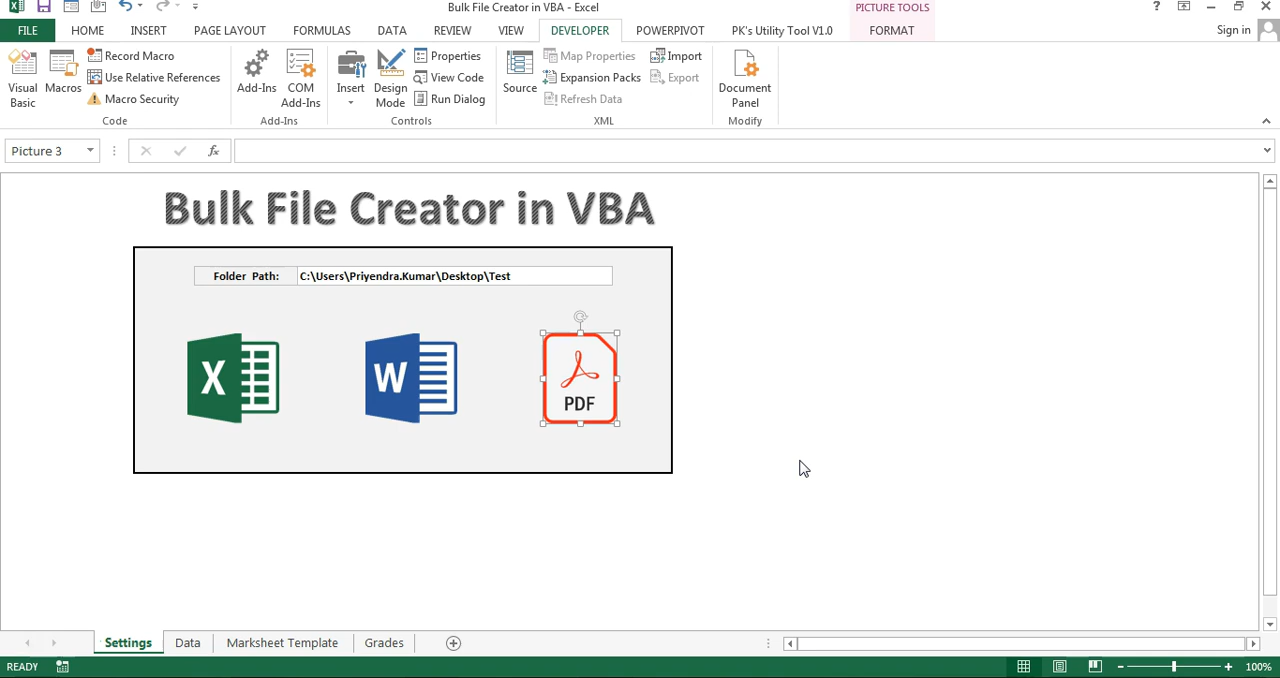 Bulk File Creator in VBA - Excel
PICTURE TOOLS
?
FILE HOME INSERT PAGE LAYOUT FORMULAS DATA REVIEW VIEW DEVELOPER POWERPIVOT PK's Utility Tool V1.0 FORMAT Sign in
Visual Basic
Macros
Record Macro
Use Relative References
Macro Security
Code
Add-Ins
COM Add-Ins
Add-Ins
Insert
Design Mode
Properties
View Code
Run Dialog
Controls
Source
Map Properties
Expansion Packs
Refresh Data
Import
Export
XML
Document Panel
Modify
Picture 3
fx
Bulk File Creator in VBA
Folder Path: C:\Users\Priyendra.Kumar\Desktop\Test
X
W
PDF
Settings Data Marksheet Template Grades
READY
100%